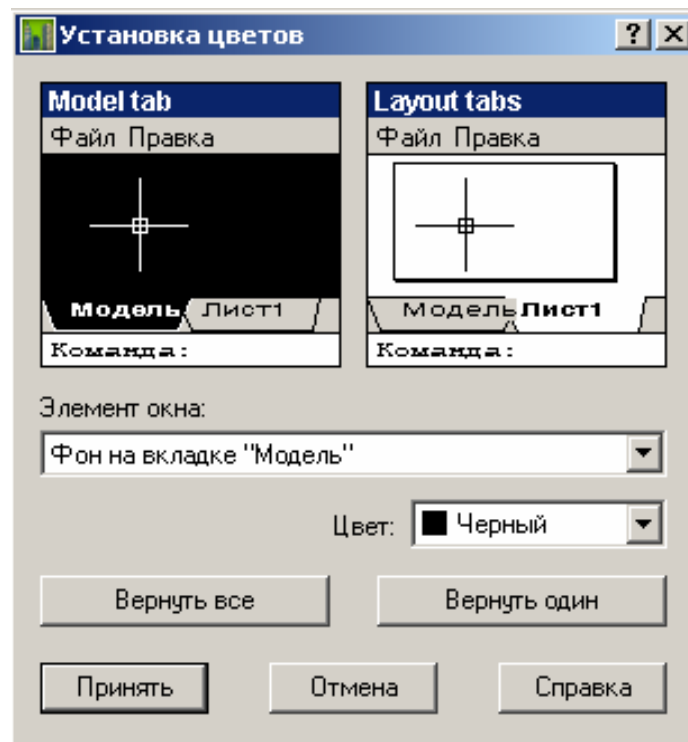 Установка цветов
Model tab
Файл Правка
Модель Лист1
Команда:
Layout tabs
Файл Правка
Модель Лист1
Команда:
Элемент окна:
Фон на вкладке "Модель"
Цвет: Черный
Вернуть все Вернуть один
Принять Отмена Справка